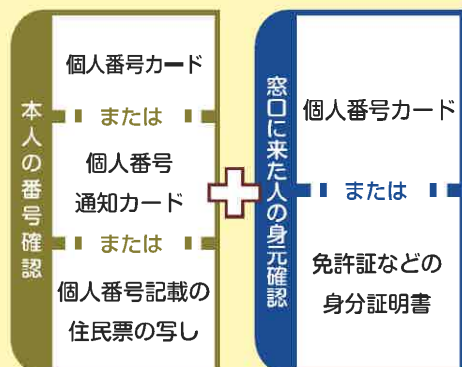 本人の番号確認
個人番号カード
または
個人番号
通知カード
または
個人番号記載の
住民票の写し
窓口に来た人の身元確認
個人番号カード
または
免許証などの
身分証明書